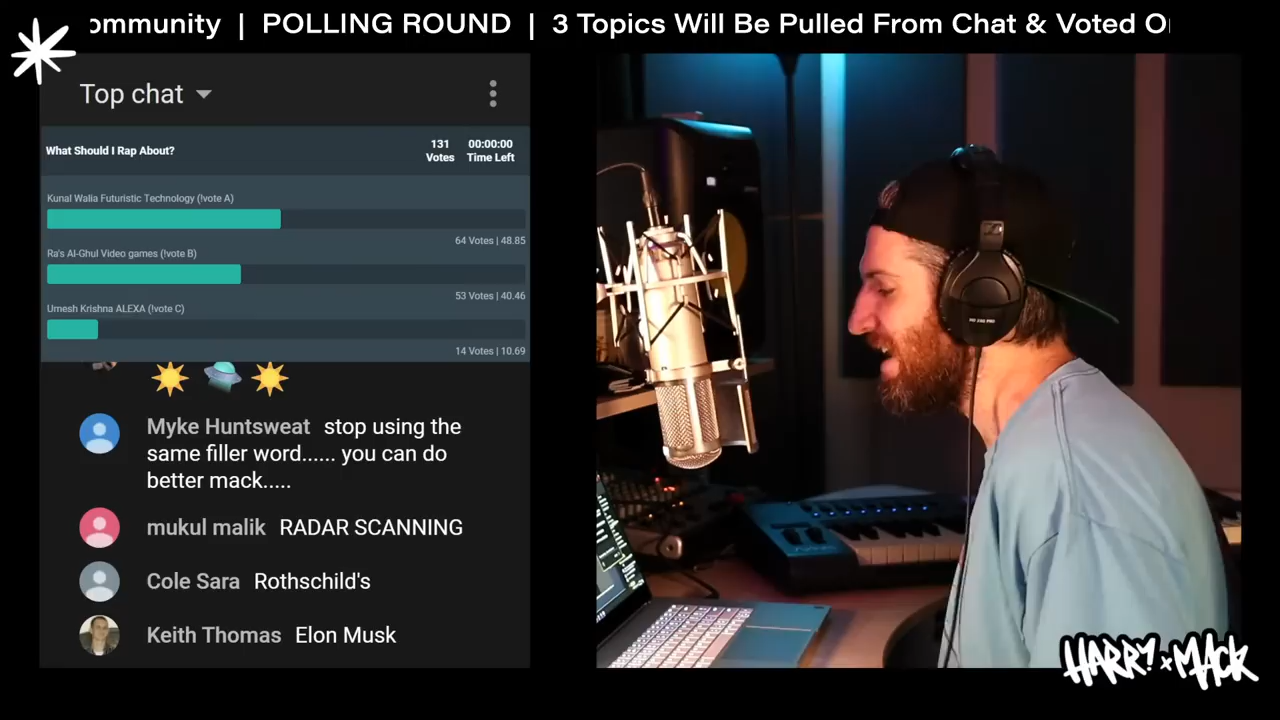 ommunity | POLLING ROUND | 3 Topics Will Be Pulled From Chat & Voted O
Top chat
What Should I Rap About?
131 Votes
00:00:00 Time Left
Kunal Walia Futuristic Technology (!vote A)
64 Votes | 48.85
Ra's Al-Ghul Video games (!vote B)
53 Votes | 40.46
Umesh Krishna ALEXA (!vote C)
14 Votes | 10.69
Myke Huntsweat stop using the
same filler word...... you can do
better mack.....
mukul malik RADAR SCANNING
Cole Sara Rothschild's
Keith Thomas Elon Musk
HARRY MACK